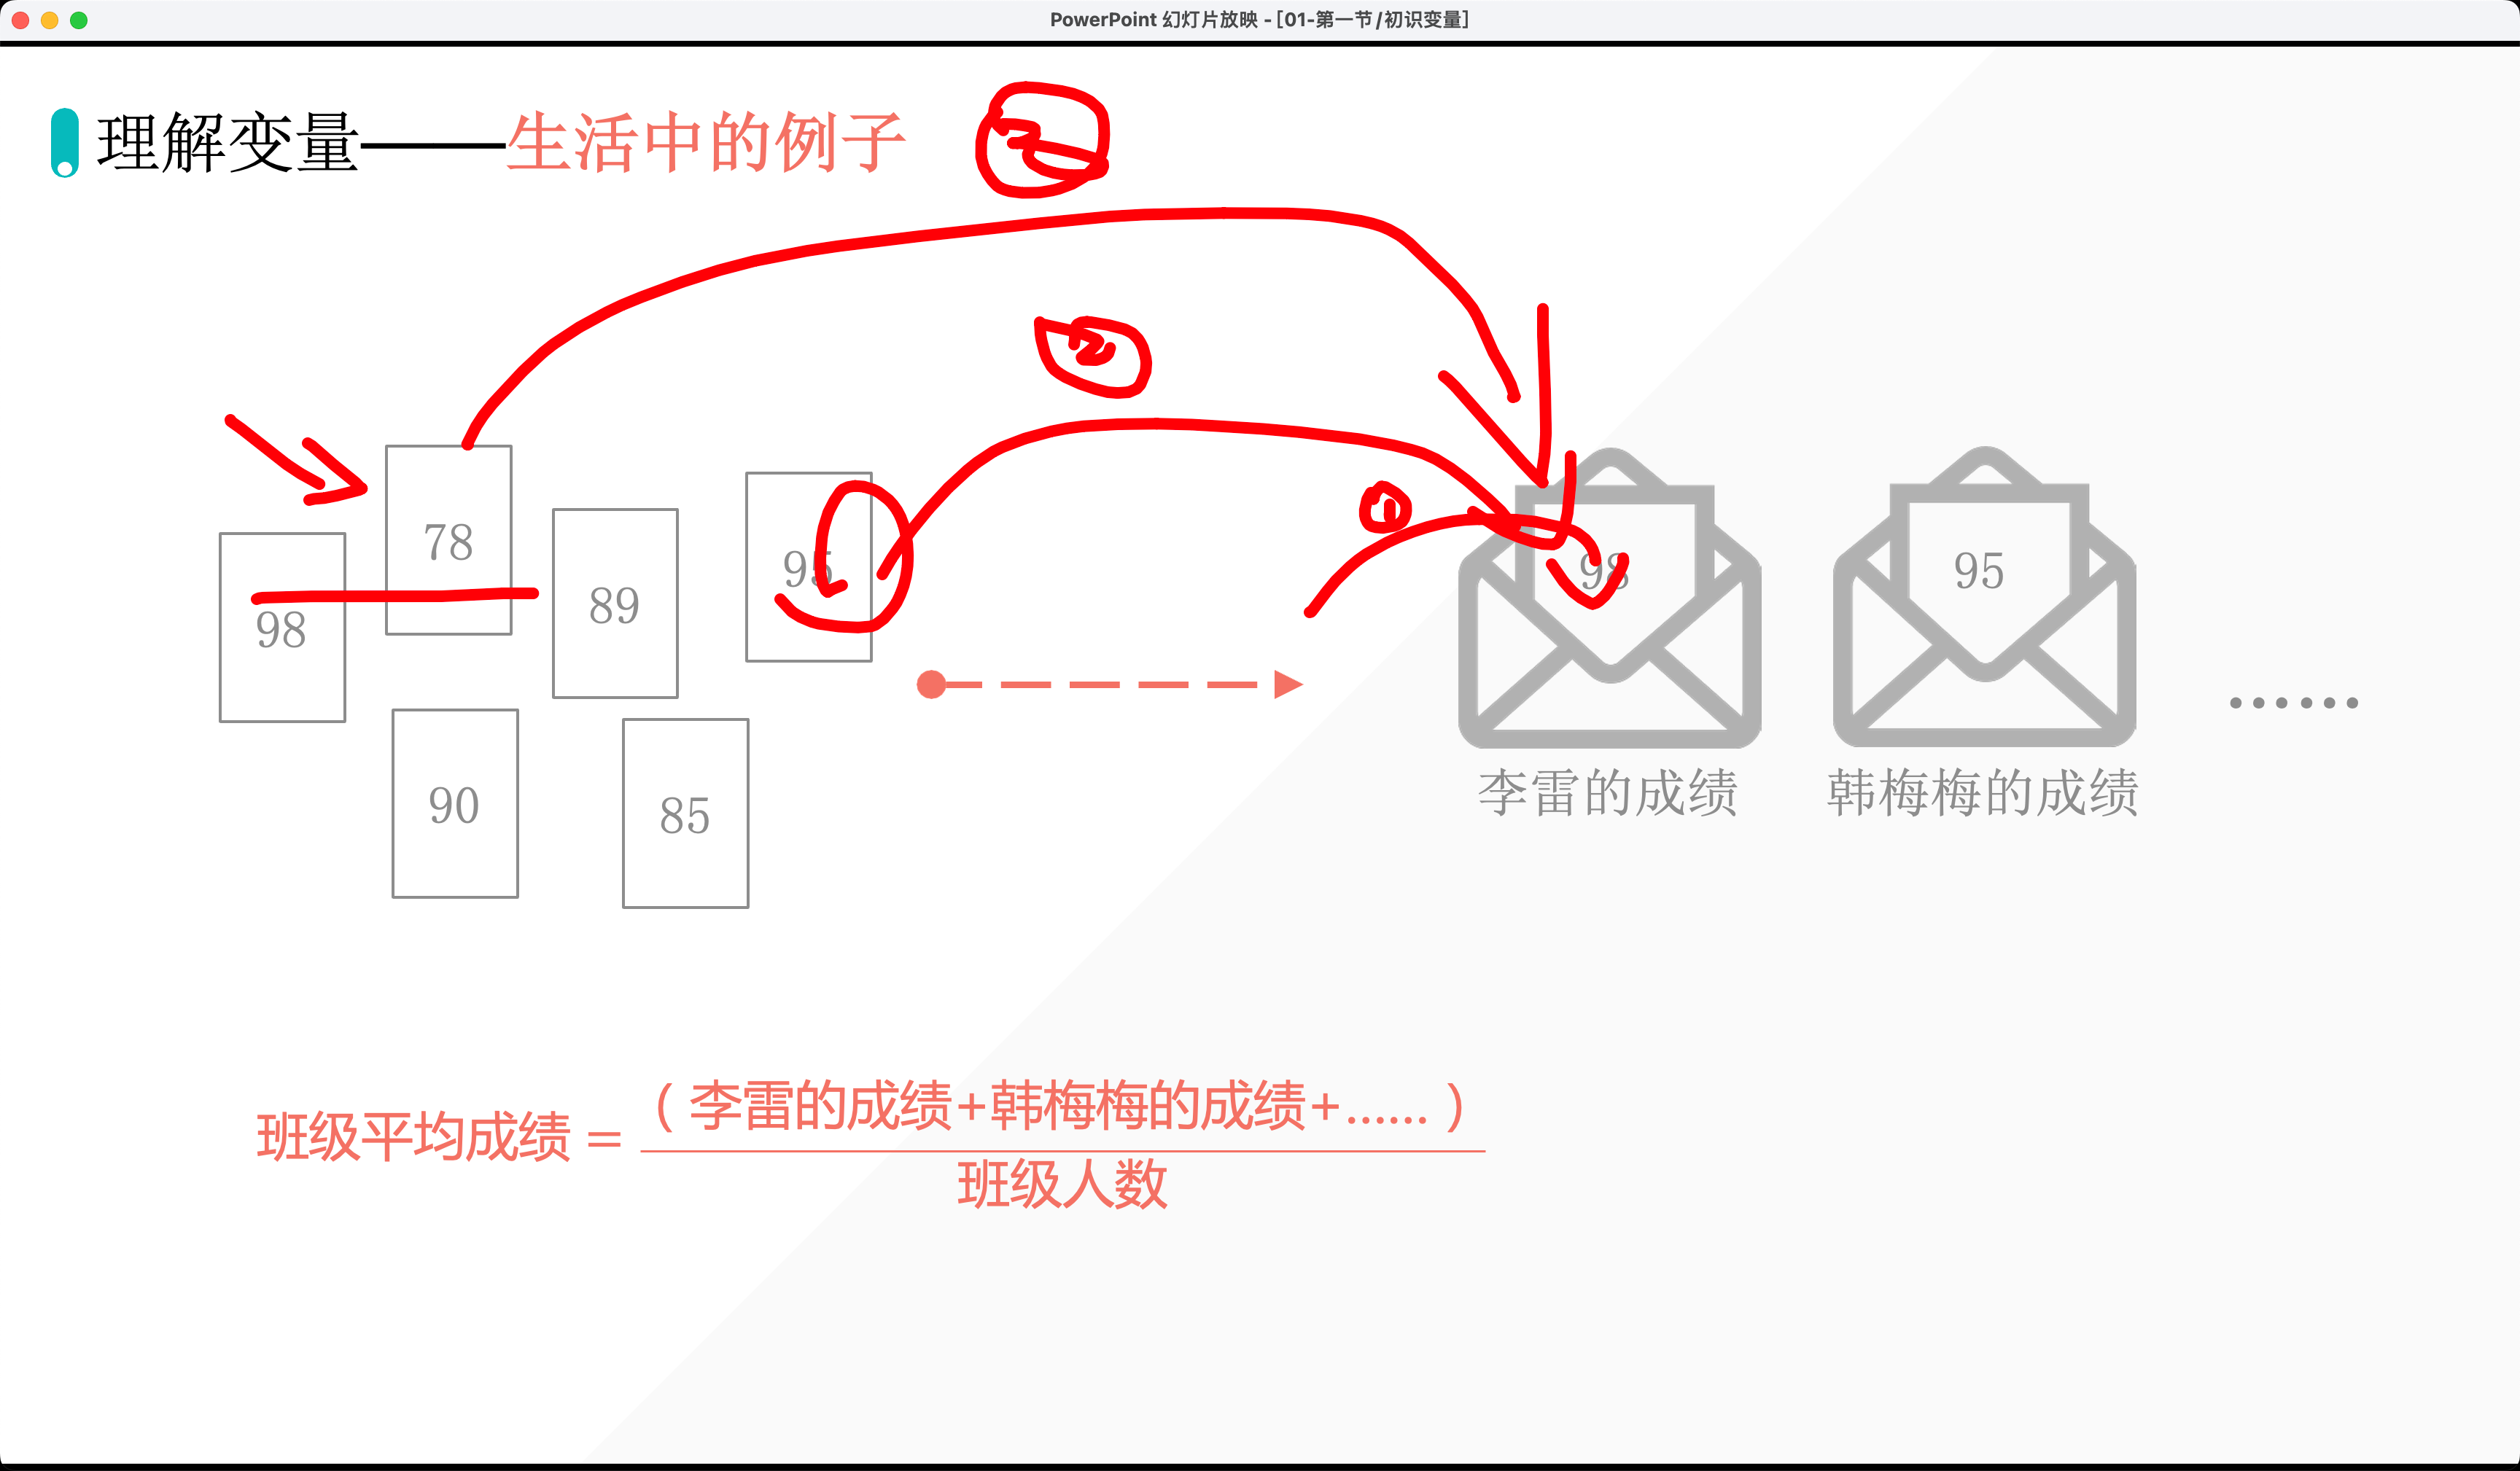 PowerPoint 幻灯片放映 - [01-第一节/初识变量]
理解变量——生活中的例子
②
①
78
98
89
95
98
95
90
85
......
李雷的成绩
韩梅梅的成绩
班级平均成绩 = (李雷的成绩+韩梅梅的成绩+......)
班级人数